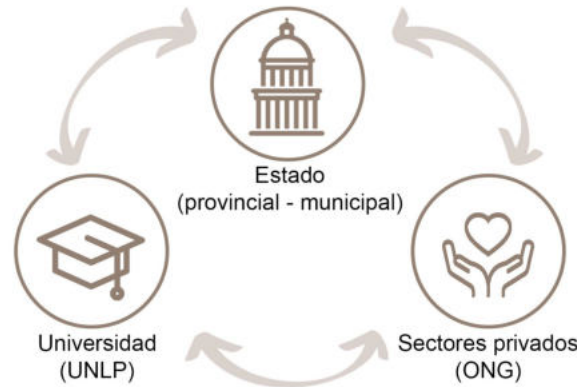 Estado
(provincial - municipal)
Universidad
(UNLP)
Sectores privados
(ONG)